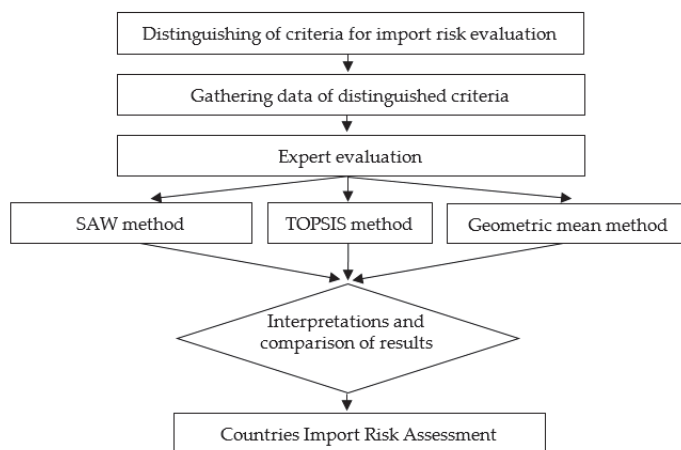 Distinguishing of criteria for import risk evaluation
Gathering data of distinguished criteria
Expert evaluation
SAW method
TOPSIS method
Geometric mean method
Interpretations and
comparison of results
Countries Import Risk Assessment